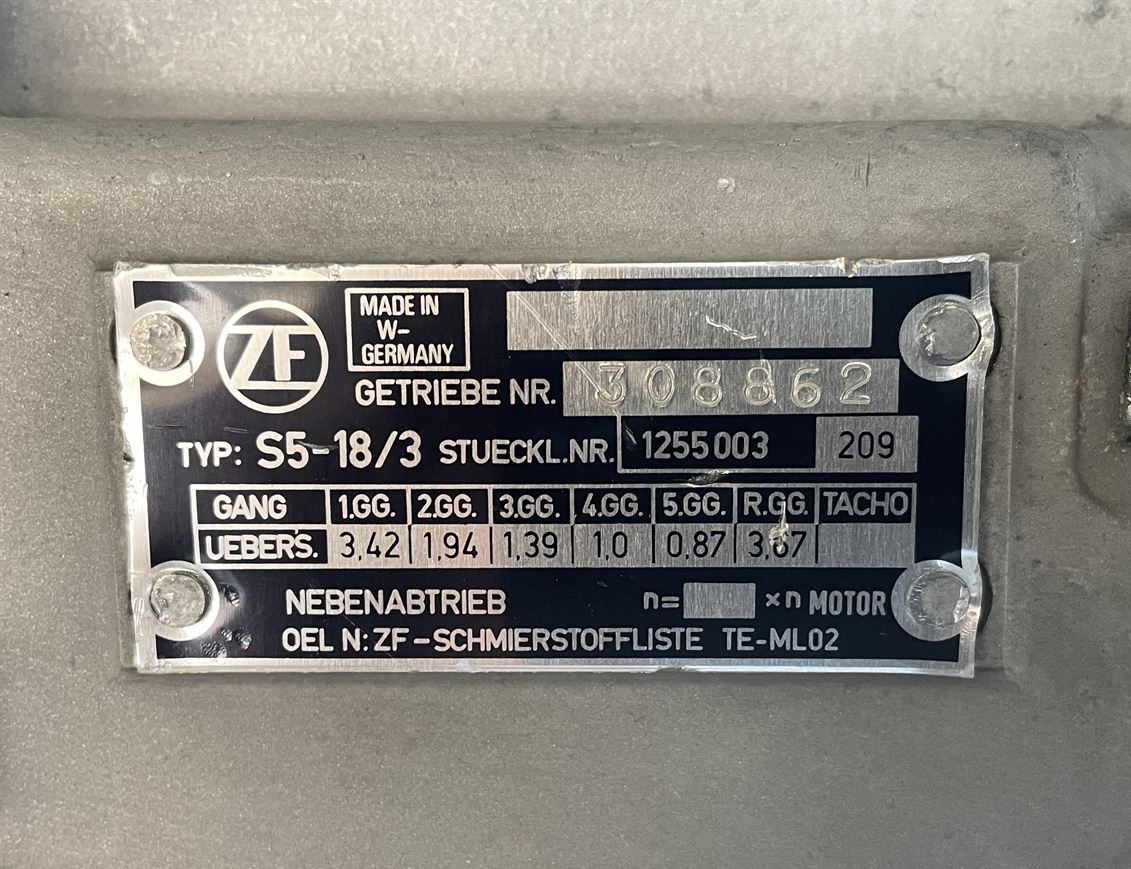 ZF
MADE IN
W-
GERMANY
GETRIEBE NR. 308862
TYP: S5-18/3 STUECKL.NR. 1255003 209
GANG 1.GG. 2.GG. 3.GG. 4.GG. 5.GG. R.GG. TACHO
UEBERS. 3,42 1,94 1,39 1,0 0,87 3,67
NEBENABTRIEB n= ×n MOTOR
OEL N: ZF-SCHMIERSTOFFLISTE TE-ML02